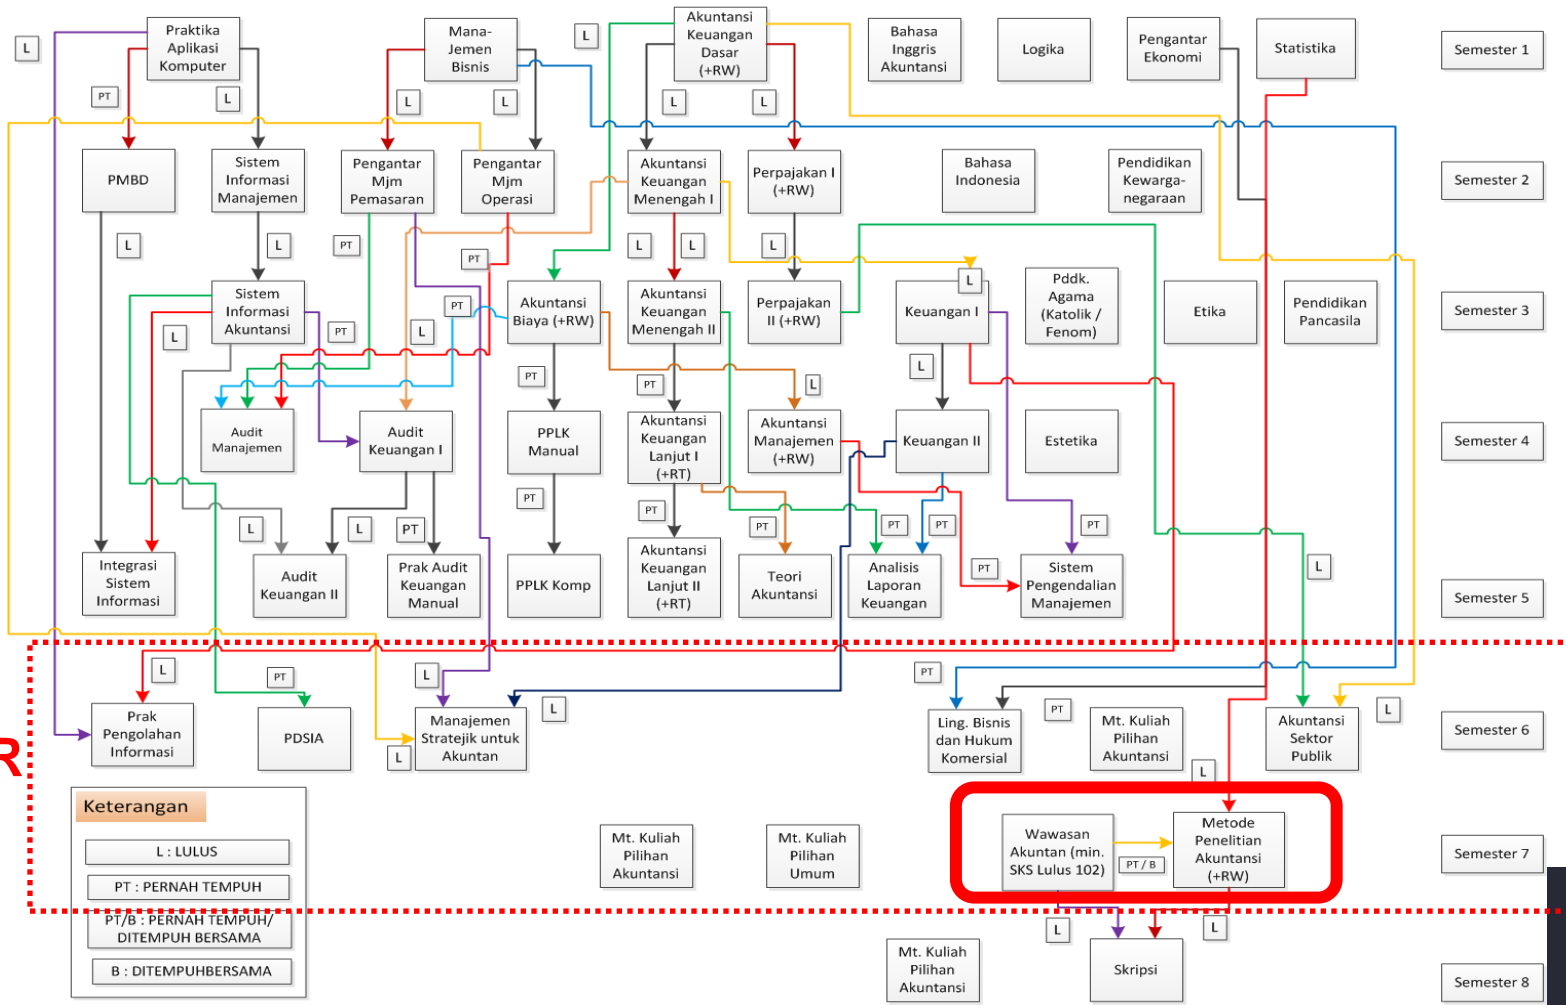 Praktika
Aplikasi
Komputer
Mana-
Jemen
Bisnis
Akuntansi
Keuangan
Dasar
(+RW)
Bahasa
Inggris
Akuntansi
Logika
Pengantar
Ekonomi
Statistika
Semester 1
L
L
PT
L
L
L
L
L
PMBD
Sistem
Informasi
Manajemen
Pengantar
Mjm
Pemasaran
Pengantar
Mjm
Operasi
Akuntansi
Keuangan
Menengah I
Perpajakan I
(+RW)
Bahasa
Indonesia
Pendidikan
Kewarga-
negaraan
Semester 2
L
L
PT
PT
L
L
L
L
Sistem
Informasi
Akuntansi
Akuntansi
Biaya (+RW)
Akuntansi
Keuangan
Menengah II
Perpajakan
II (+RW)
Keuangan I
Pddk.
Agama
(Katolik /
Fenom)
Etika
Pendidikan
Pancasila
Semester 3
PT
L
PT
L
PT
PT
L
L
Audit
Manajemen
Audit
Keuangan I
PPLK
Manual
Akuntansi
Keuangan
Lanjut I
(+RT)
Akuntansi
Manajemen
(+RW)
Keuangan II
Estetika
Semester 4
L
L
PT
PT
PT
PT
PT
PT
PT
PT
L
Integrasi
Sistem
Informasi
Audit
Keuangan II
Prak Audit
Keuangan
Manual
PPLK Komp
Akuntansi
Keuangan
Lanjut II
(+RT)
Teori
Akuntansi
Analisis
Laporan
Keuangan
Sistem
Pengendalian
Manajemen
Semester 5
L
PT
L
L
PT
PT
L
L
Prak
Pengolahan
Informasi
PDSIA
Manajemen
Stratejik untuk
Akuntan
Ling. Bisnis
dan Hukum
Komersial
Mt. Kuliah
Pilihan
Akuntansi
Akuntansi
Sektor
Publik
Semester 6
R
L
Keterangan
L : LULUS
PT : PERNAH TEMPUH
PT/B : PERNAH TEMPUH/
DITEMPUH BERSAMA
B : DITEMPUHBERSAMA
Mt. Kuliah
Pilihan
Akuntansi
Mt. Kuliah
Pilihan
Umum
Wawasan
Akuntan (min.
SKS Lulus 102)
PT / B
Metode
Penelitian
Akuntansi
(+RW)
Semester 7
L
L
Mt. Kuliah
Pilihan
Akuntansi
Skripsi
Semester 8